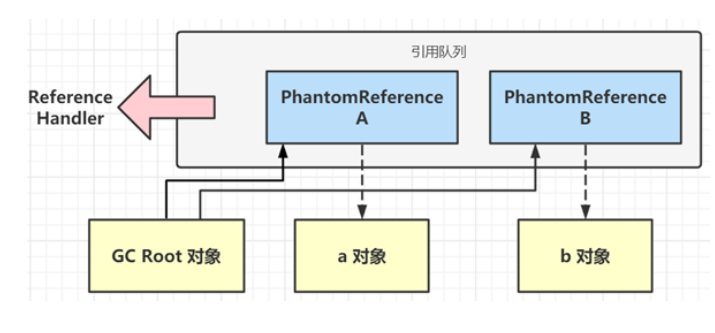 引用队列
Reference
Handler
PhantomReference
A
PhantomReference
B
GC Root 对象
a 对象
b 对象